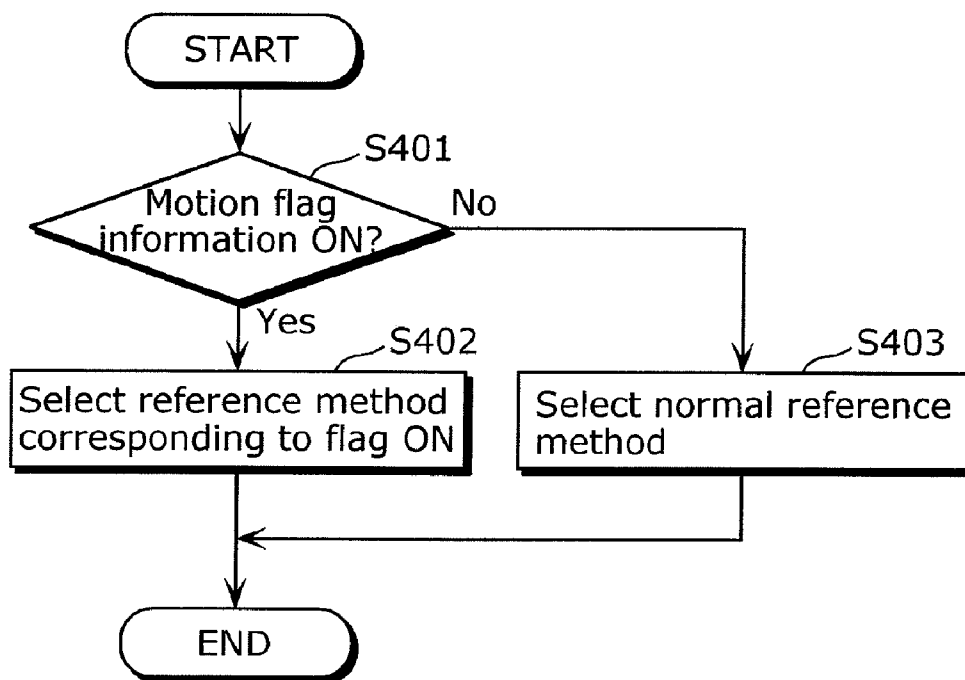 START
S401
Motion flag
information ON?
No
Yes
S402
Select reference method
corresponding to flag ON
S403
Select normal reference
method
END